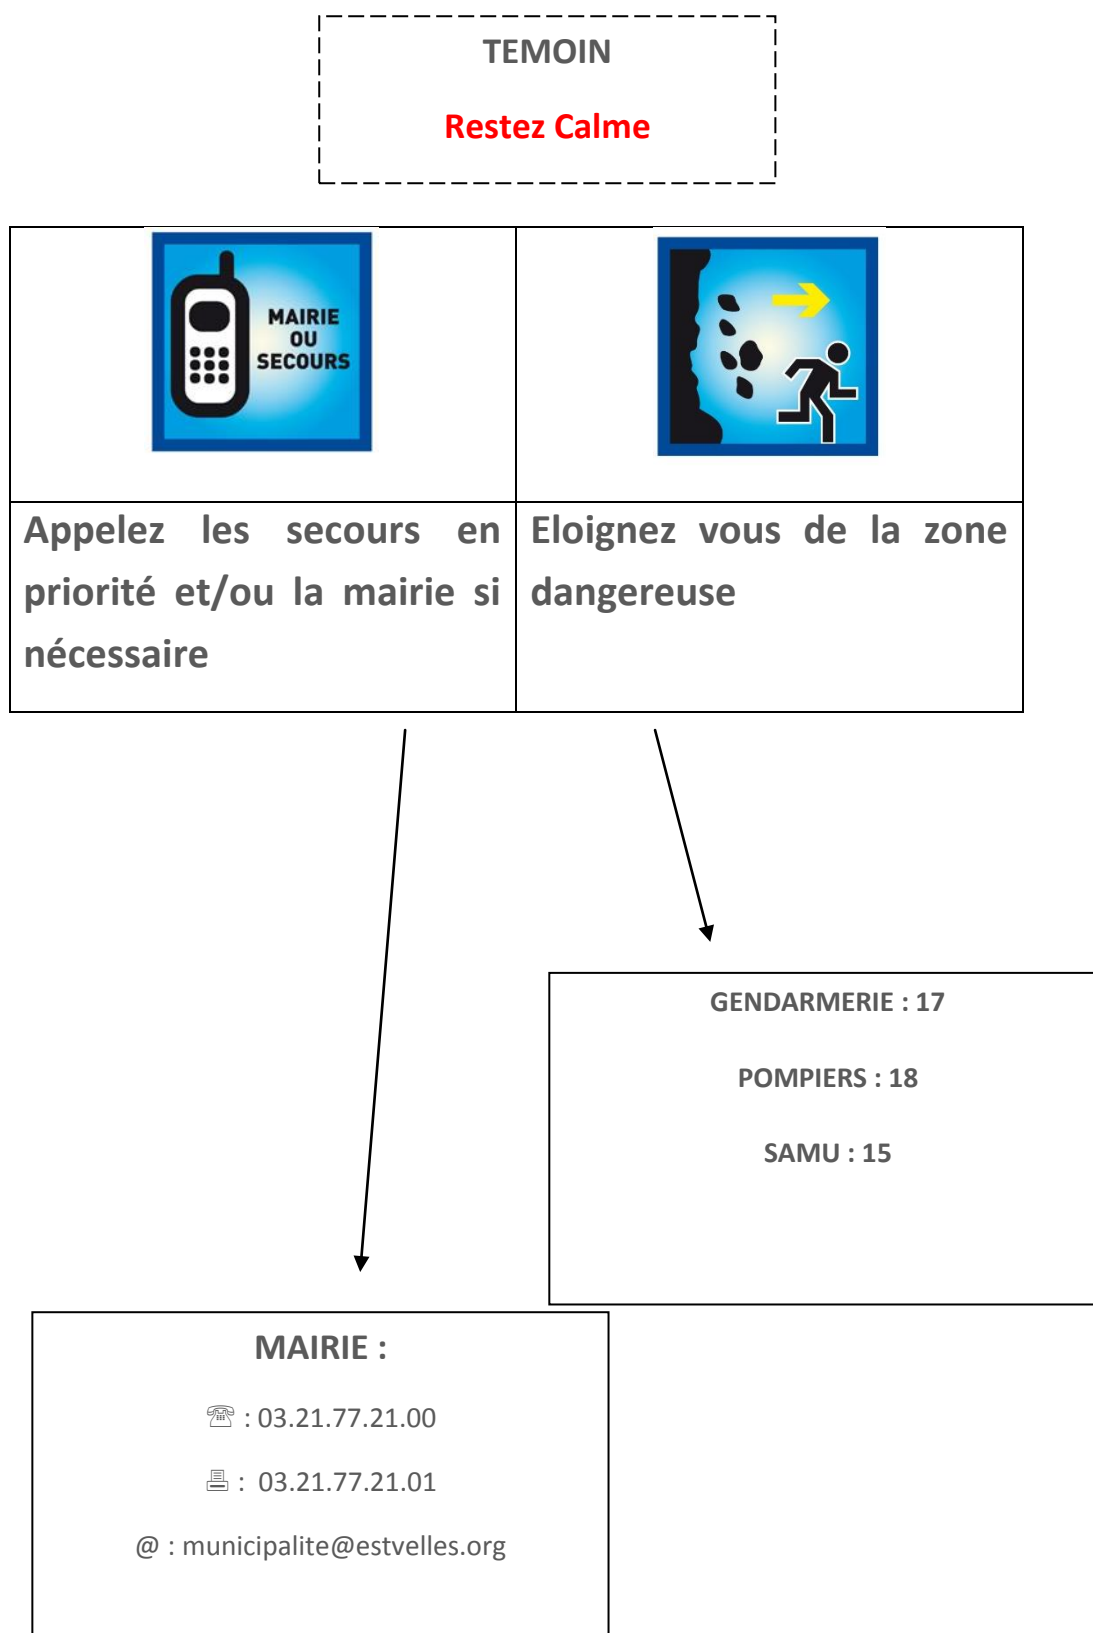 TEMOIN
Restez Calme
MAIRIE
OU
SECOURS
Appelez les secours en
priorité et/ou la mairie si
nécessaire
Eloignez vous de la zone
dangereuse
GENDARMERIE : 17
POMPIERS : 18
SAMU : 15
MAIRIE :
☏ : 03.21.77.21.00
🖷 : 03.21.77.21.01
@ : municipalite@estvelles.org